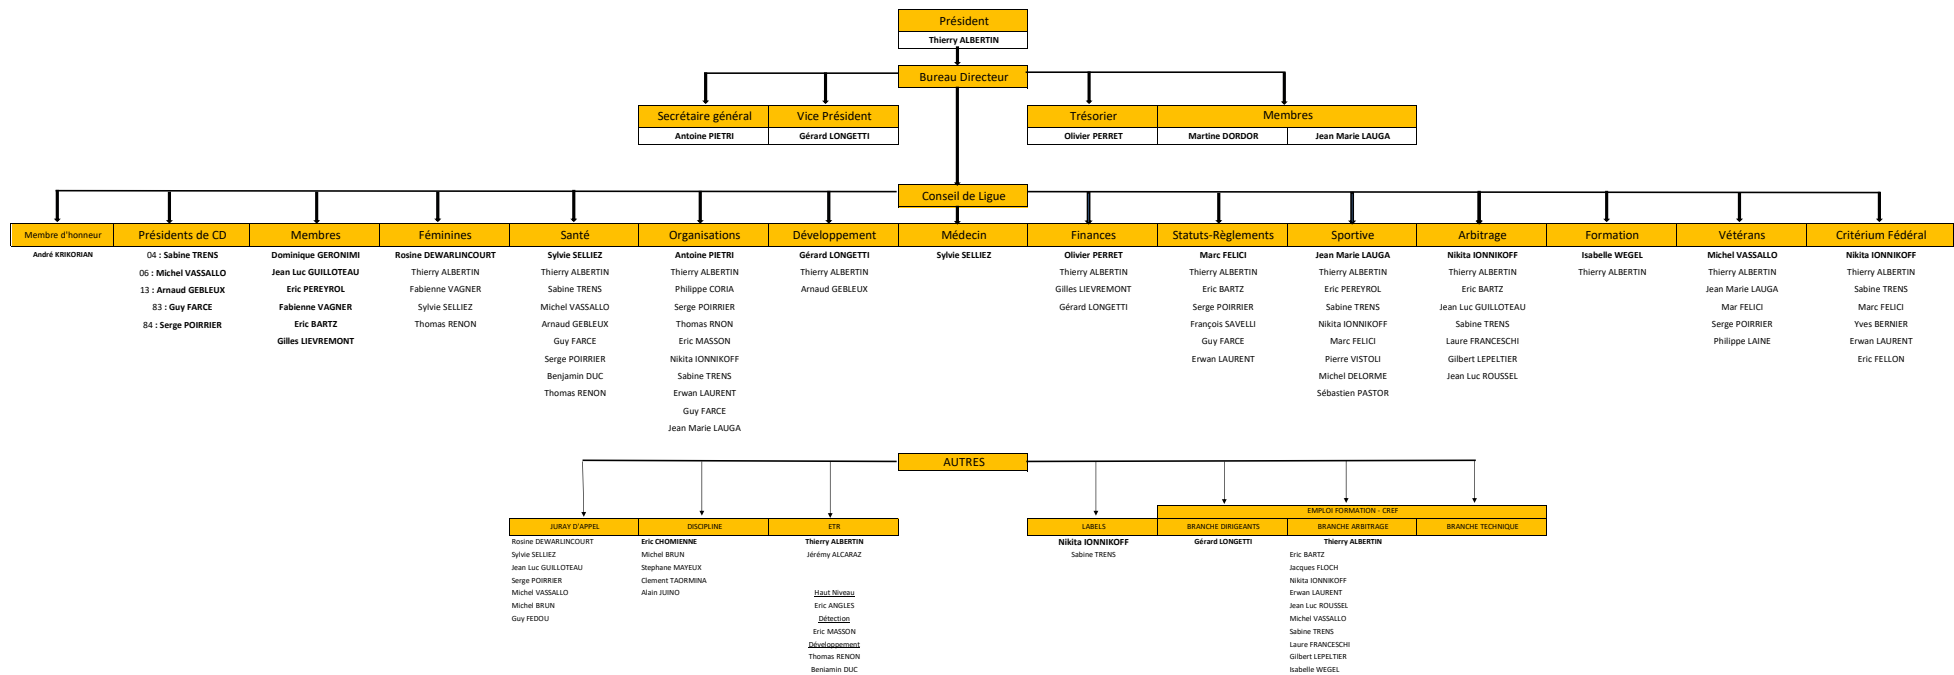 Président
Thierry ALBERTIN
Bureau Directeur
Secrétaire général
Antoine PIETRI
Vice Président
Gérard LONGETTI
Trésorier
Olivier PERRET
Membres
Martine DORDOR
Jean Marie LAUGA
Conseil de Ligue
Membre d'honneur
André KRIKORIAN
Présidents de CD
04 : Sabine TRENS
06 : Michel VASSALLO
13 : Arnaud GEBLEUX
83 : Guy FARCE
84 : Serge POIRRIER
Membres
Dominique GERONIMI
Jean Luc GUILLOTEAU
Eric PEREYROL
Fabienne VAGNER
Eric BARTZ
Gilles LIEVREMONT
Féminines
Rosine DEWARLINCOURT
Thierry ALBERTIN
Fabienne VAGNER
Sylvie SELLIEZ
Thomas RENON
Santé
Sylvie SELLIEZ
Thierry ALBERTIN
Sabine TRENS
Michel VASSALLO
Arnaud GEBLEUX
Guy FARCE
Serge POIRRIER
Benjamin DUC
Thomas RENON
Organisations
Antoine PIETRI
Thierry ALBERTIN
Philippe CORIA
Serge POIRRIER
Thomas RNON
Eric MASSON
Nikita IONNIKOFF
Sabine TRENS
Erwan LAURENT
Guy FARCE
Jean Marie LAUGA
Développement
Gérard LONGETTI
Thierry ALBERTIN
Arnaud GEBLEUX
Médecin
Sylvie SELLIEZ
Finances
Olivier PERRET
Thierry ALBERTIN
Gilles LIEVREMONT
Gérard LONGETTI
Statuts-Règlements
Marc FELICI
Thierry ALBERTIN
Eric BARTZ
Serge POIRRIER
François SAVELLI
Guy FARCE
Erwan LAURENT
Sportive
Jean Marie LAUGA
Thierry ALBERTIN
Eric PEREYROL
Sabine TRENS
Nikita IONNIKOFF
Marc FELICI
Pierre VISTOLI
Michel DELORME
Sébastien PASTOR
Arbitrage
Nikita IONNIKOFF
Thierry ALBERTIN
Eric BARTZ
Jean Luc GUILLOTEAU
Sabine TRENS
Laure FRANCESCHI
Gilbert LEPELTIER
Jean Luc ROUSSEL
Formation
Isabelle WEGEL
Thierry ALBERTIN
Vétérans
Michel VASSALLO
Thierry ALBERTIN
Jean Marie LAUGA
Mar FELICI
Serge POIRRIER
Philippe LAINE
Critérium Fédéral
Nikita IONNIKOFF
Thierry ALBERTIN
Sabine TRENS
Marc FELICI
Yves BERNIER
Erwan LAURENT
Eric FELLON
AUTRES
JURAY D'APPEL
Rosine DEWARLINCOURT
Sylvie SELLIEZ
Jean Luc GUILLOTEAU
Serge POIRRIER
Michel VASSALLO
Michel BRUN
Guy FEDOU
DISCIPLINE
Eric CHOMIENNE
Michel BRUN
Stephane MAYEUX
Clement TAORMINA
Alain JUINO
ETR
Thierry ALBERTIN
Jérémy ALCARAZ
Haut Niveau
Eric ANGLES
Détection
Eric MASSON
Développement
Thomas RENON
Benjamin DUC
LABELS
Nikita IONNIKOFF
Sabine TRENS
EMPLOI FORMATION - CREF
BRANCHE DIRIGEANTS
Gérard LONGETTI
BRANCHE ARBITRAGE
Thierry ALBERTIN
Eric BARTZ
Jacques FLOCH
Nikita IONNIKOFF
Erwan LAURENT
Jean Luc ROUSSEL
Michel VASSALLO
Sabine TRENS
Laure FRANCESCHI
Gilbert LEPELTIER
Isabelle WEGEL
BRANCHE TECHNIQUE